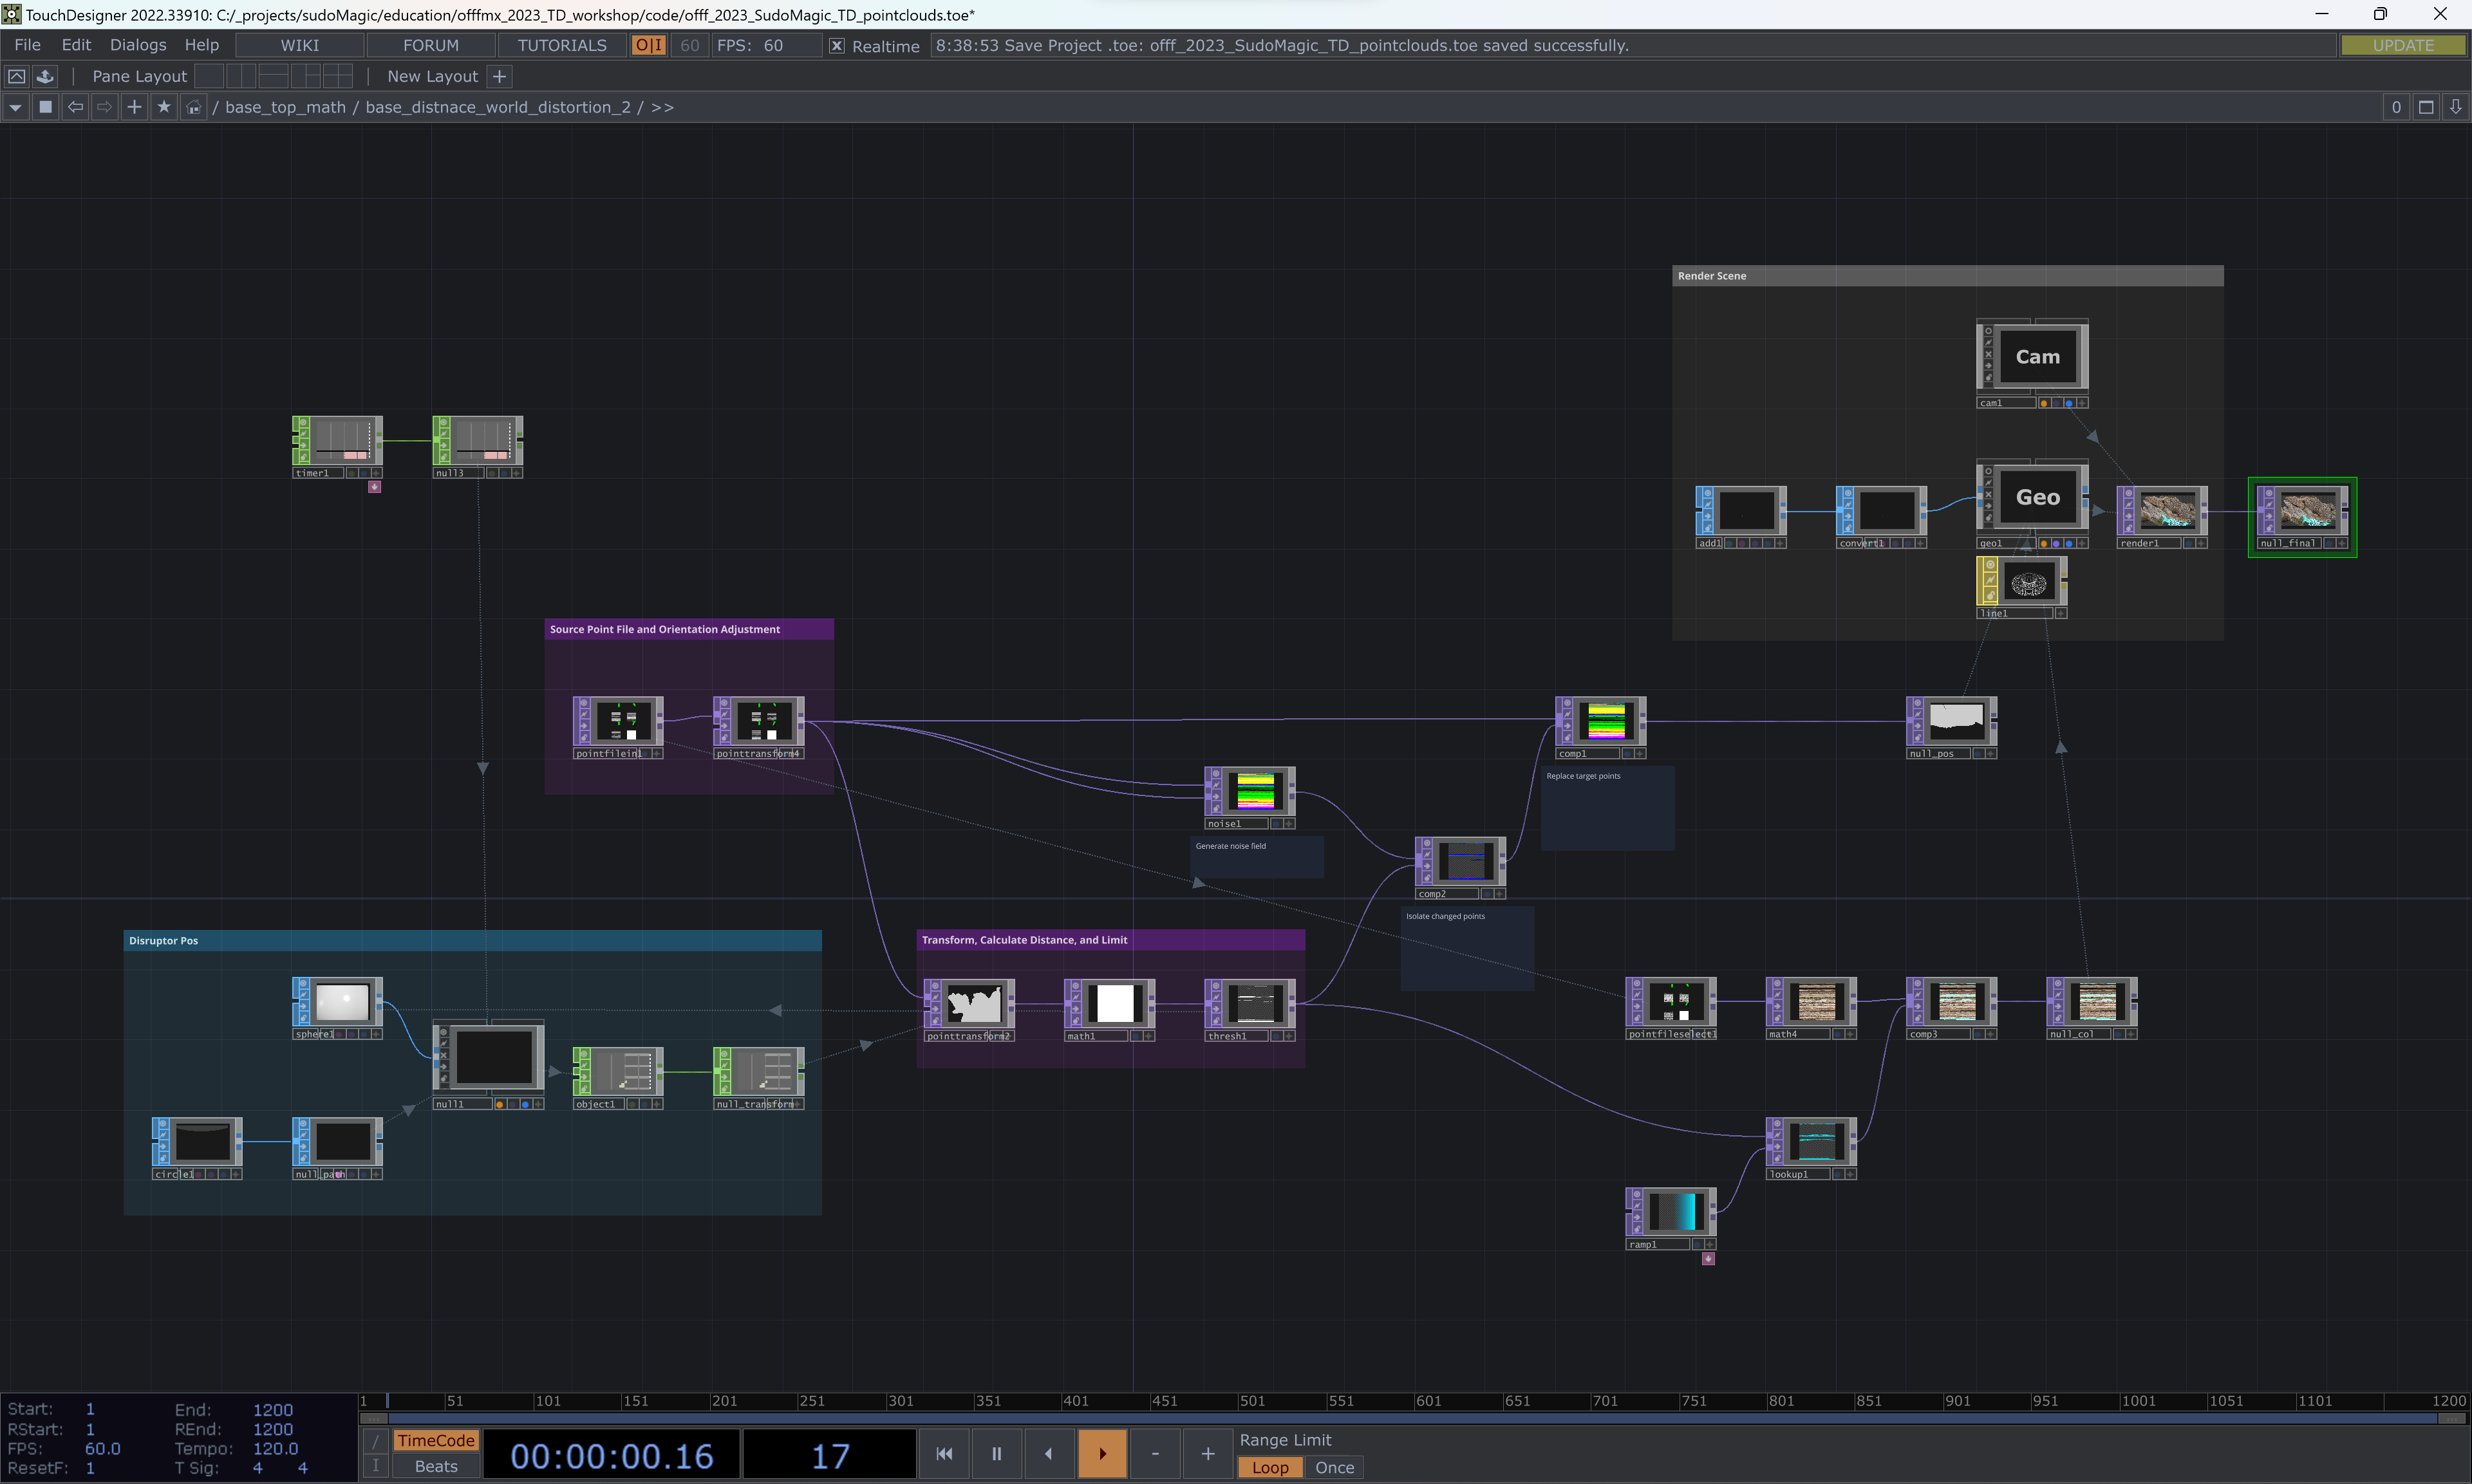 TouchDesigner 2022.33910: C:/_projects/sudoMagic/education/offfmx_2023_TD_workshop/code/offf_2023_SudoMagic_TD_pointclouds.toe*
File Edit Dialogs Help WIKI FORUM TUTORIALS O|I 60 FPS: 60 X Realtime 8:38:53 Save Project .toe: offf_2023_SudoMagic_TD_pointclouds.toe saved successfully. UPDATE
Pane Layout New Layout +
/ base_top_math / base_distnace_world_distortion_2 / >> 0
Render Scene
Cam
cam1
timer1 null3
Geo
add1 convert1 geo1 render1 null_final
line1
Source Point File and Orientation Adjustment
pointfilein1 pointtransform4 comp1 null_pos
Replace target points
noise1
Generate noise field
comp2
Isolate changed points
Disruptor Pos
Transform, Calculate Distance, and Limit
sphere1 pointtransform2 math1 thresh1 pointfileselect1 math4 comp3 null_col
null1 object1 null_transform
circle1 null_path lookup1
ramp1
1 51 101 151 201 251 301 351 401 451 501 551 601 651 701 751 801 851 901 951 1001 1051 1101 1200
Start: 1 End: 1200
RStart: 1 REnd: 1200
FPS: 60.0 Tempo: 120.0
ResetF: 1 T Sig: 4 4
TimeCode
Beats
00:00:00.16
17
- +
Range Limit
Loop Once